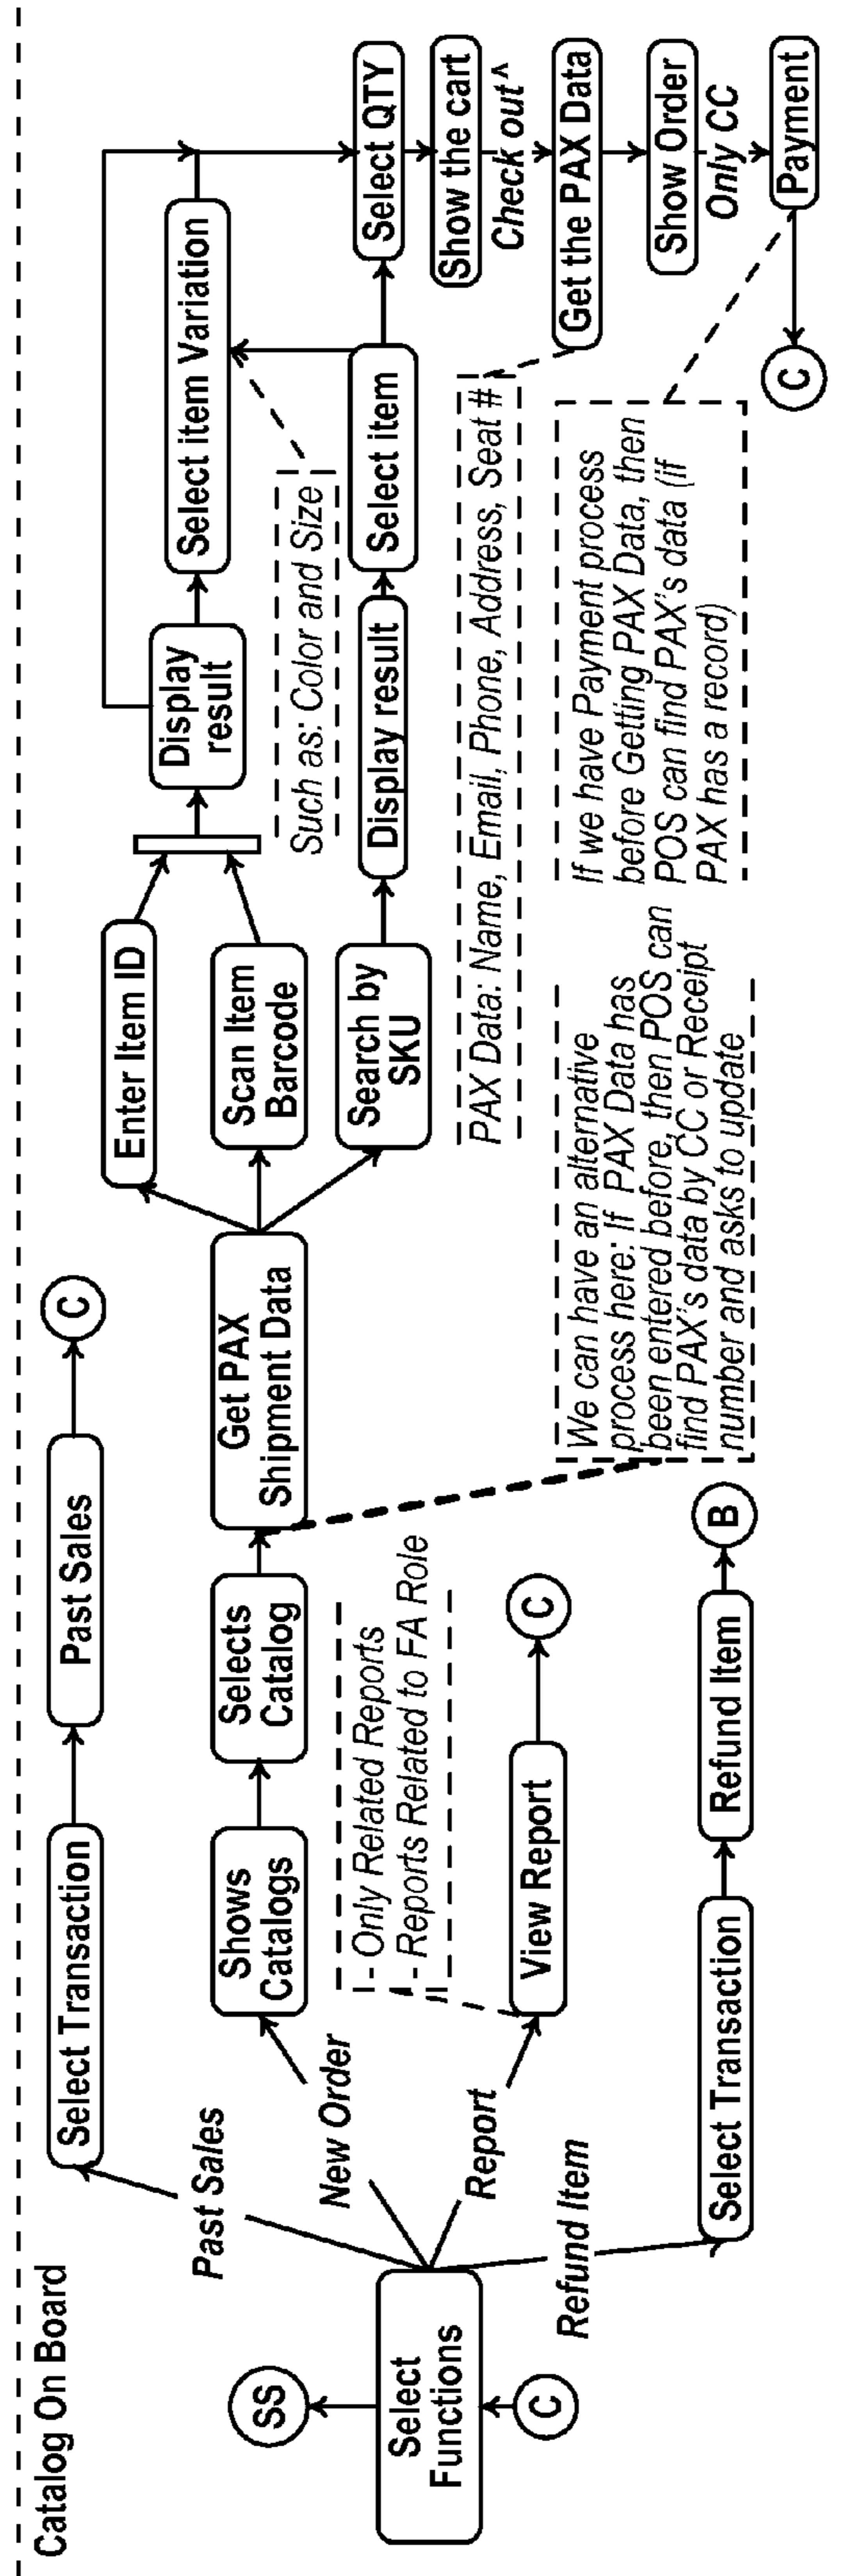 Catalog On Board
SS
Select
Functions
C
Past Sales
New Order
Report
Refund Item
Select Transaction
Past Sales
C
Shows
Catalogs
Selects
Catalog
Get PAX
Shipment Data
Enter Item ID
Scan Item
Barcode
Search by
SKU
Display
result
Select item Variation
Such as: Color and Size
Display result
Select item
Select QTY
Show the cart
Check out^
Get the PAX Data
Show Order
Only CC
Payment
C
PAX Data: Name, Email, Phone, Address, Seat #
If we have Payment process
before Getting PAX Data, then
POS can find PAX's data (if
PAX has a record)
We can have an alternative
process here: If PAX Data has
been entered before, then POS can
find PAX's data by CC or Receipt
number and asks to update
- Only Related Reports
- Reports Related to FA Role
View Report
C
Select Transaction
Refund Item
B